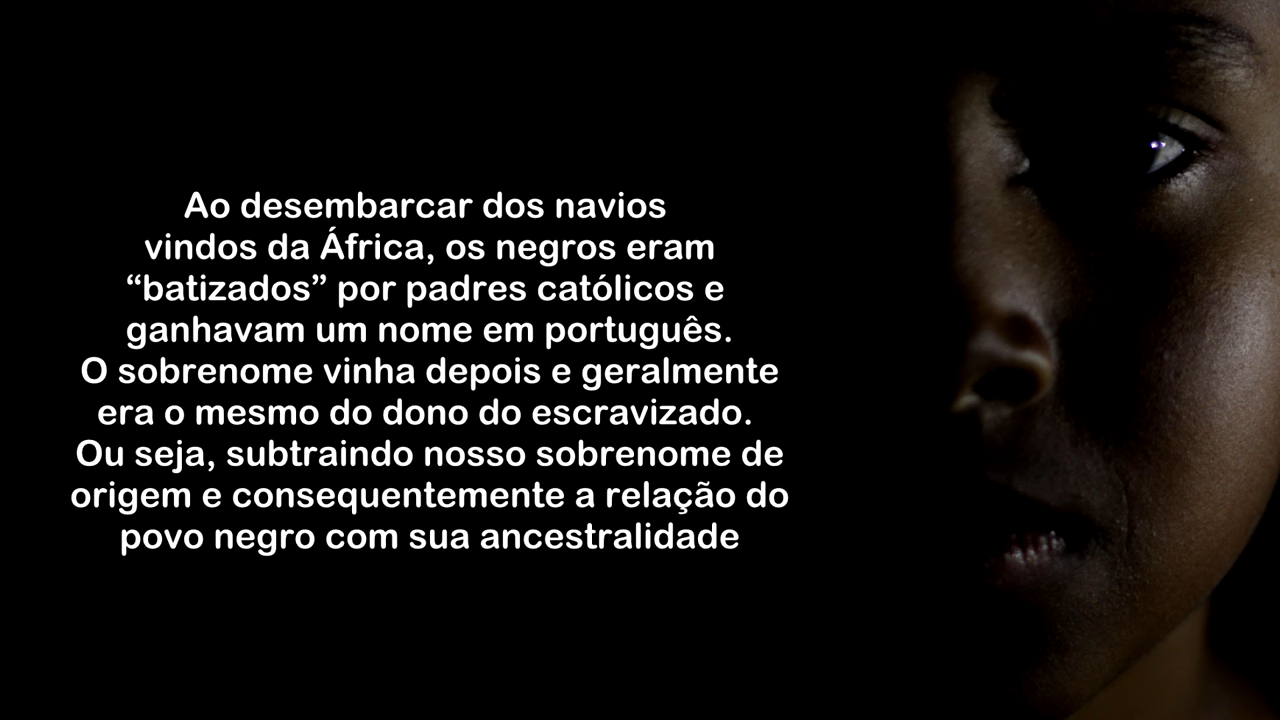 Ao desembarcar dos navios
vindos da África, os negros eram
“batizados” por padres católicos e
ganhavam um nome em português.
O sobrenome vinha depois e geralmente
era o mesmo do dono do escravizado.
Ou seja, subtraindo nosso sobrenome de
origem e consequentemente a relação do
povo negro com sua ancestralidade